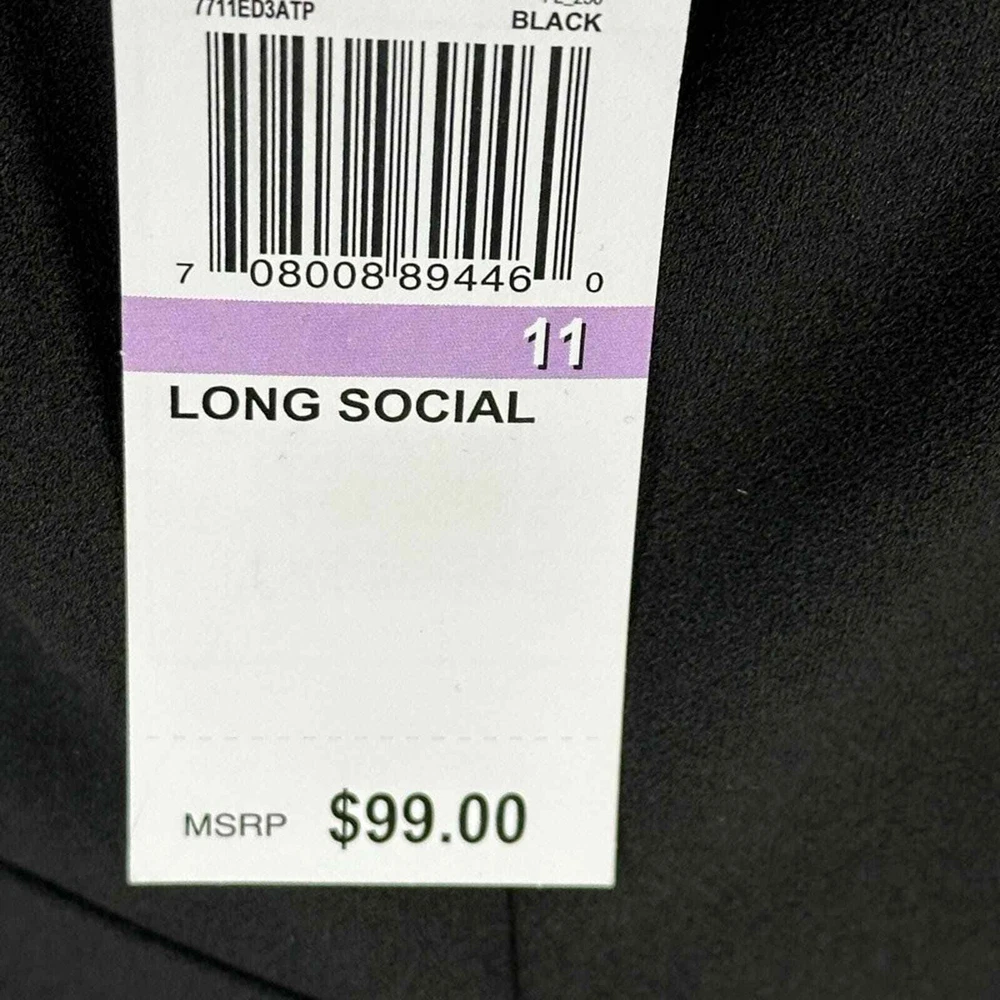 7711ED3ATP
BLACK
7 08008 89446 0
11
LONG SOCIAL
MSRP $99.00